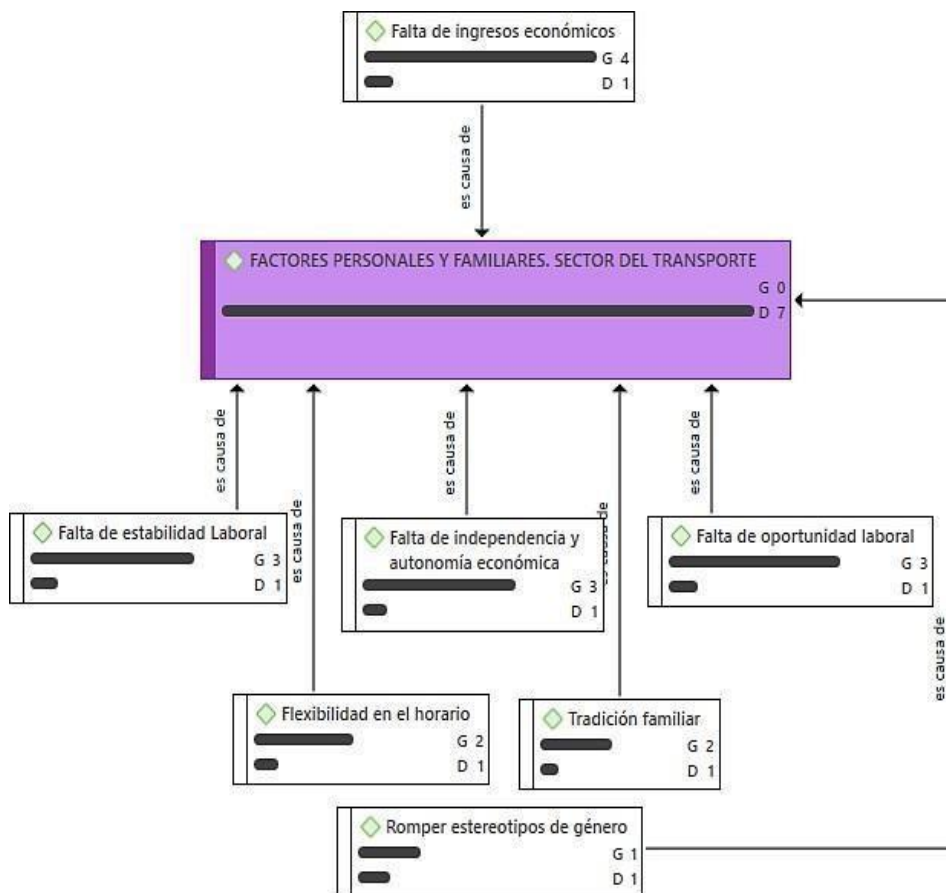 Falta de ingresos económicos
G 4
D 1
es causa de
FACTORES PERSONALES Y FAMILIARES. SECTOR DEL TRANSPORTE
G 0
D 7
es causa de
es causa de
es causa de
es causa de
es causa de
Falta de estabilidad Laboral
G 3
D 1
Falta de independencia y
autonomía económica
G 3
D 1
Falta de oportunidad laboral
G 3
D 1
es causa de
Flexibilidad en el horario
G 2
D 1
Tradición familiar
G 2
D 1
Romper estereotipos de género
G 1
D 1